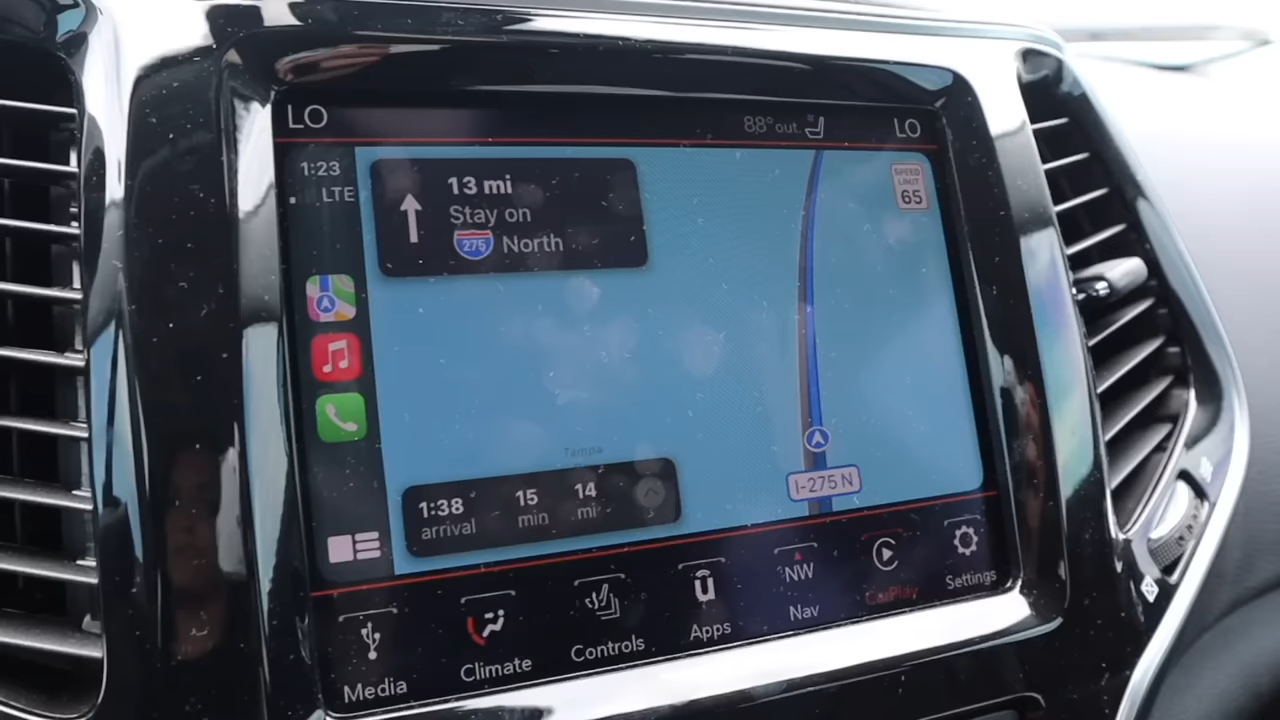 LO
88° out.
LO
1:23
LTE
13 mi
Stay on
275 North
SPEED
LIMIT
65
Tampa
1:38 15 14
arrival min mi
I-275 N
NW
Media
Climate
Controls
Apps
Nav
CarPlay
Settings